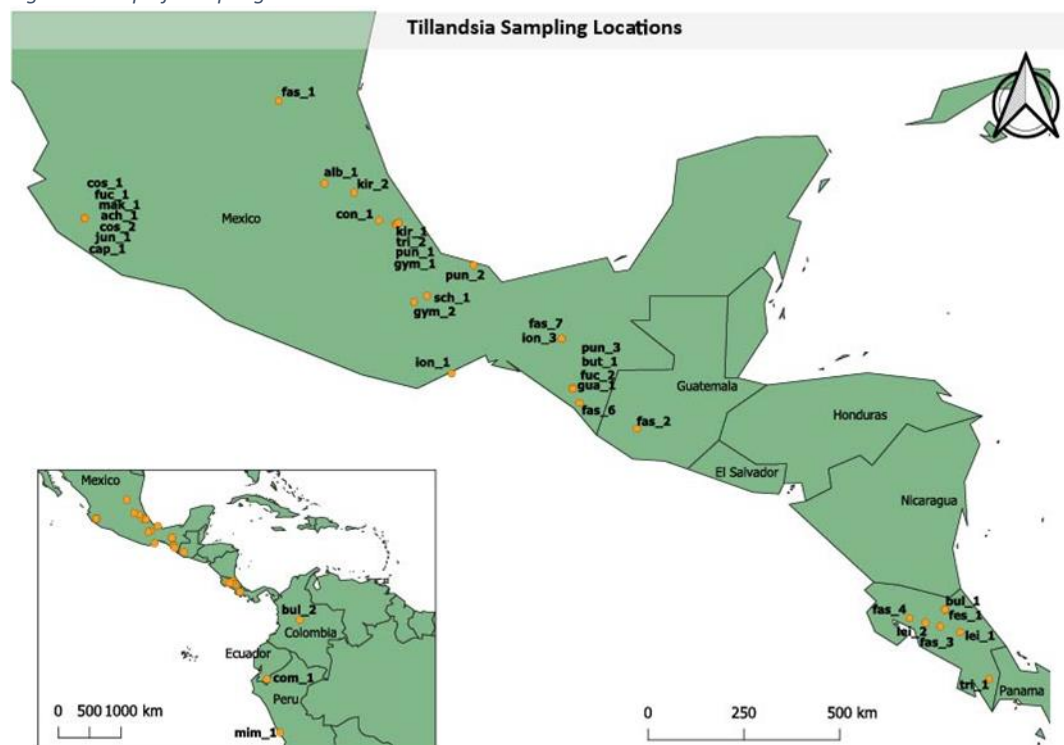 Tillandsia Sampling Locations
fas_1
alb_1
kir_2
cos_1
fuc_1
mak_1
ach_1
cos_2
jun_1
cap_1
Mexico
con_1
kir_1
tri_2
pun_1
gym_1
pun_2
sch_1
gym_2
fas_7
ion_3
pun_3
but_1
fuc_2
gua_1
ion_1
fas_6
fas_2
Guatemala
Honduras
El Salvador
Nicaragua
bul_1
fas_4
fes_1
lei_2
fas_3
lei_1
tri_1
Panama
Mexico
bul_2
Colombia
Ecuador
com_1
Peru
mim_1
0 500 1000 km
0 250 500 km